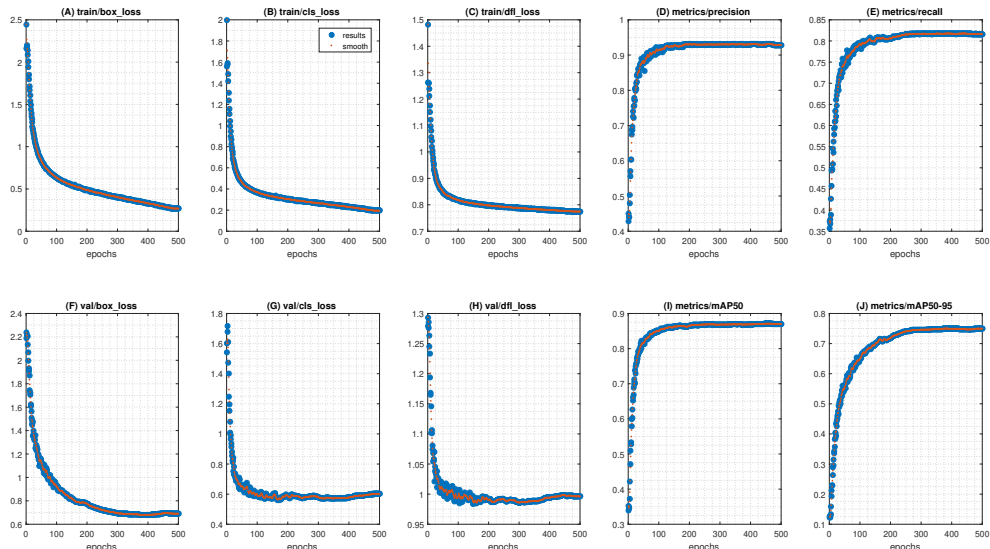 (A) train/box_loss
2.5
2
1.5
1
0.5
0
0 100 200 300 400 500
epochs
(B) train/cls_loss
results
smooth
2
1.8
1.6
1.4
1.2
1
0.8
0.6
0.4
0.2
0
0 100 200 300 400 500
epochs
(C) train/dfl_loss
1.5
1.4
1.3
1.2
1.1
1
0.9
0.8
0.7
0 100 200 300 400 500
epochs
(D) metrics/precision
1
0.9
0.8
0.7
0.6
0.5
0.4
0 100 200 300 400 500
epochs
(E) metrics/recall
0.85
0.8
0.75
0.7
0.65
0.6
0.55
0.5
0.45
0.4
0.35
0 100 200 300 400 500
epochs
(F) val/box_loss
2.4
2.2
2
1.8
1.6
1.4
1.2
1
0.8
0.6
0 100 200 300 400 500
epochs
(G) val/cls_loss
1.8
1.6
1.4
1.2
1
0.8
0.6
0.4
0 100 200 300 400 500
epochs
(H) val/dfl_loss
1.3
1.25
1.2
1.15
1.1
1.05
1
0.95
0 100 200 300 400 500
epochs
(I) metrics/mAP50
0.9
0.8
0.7
0.6
0.5
0.4
0.3
0 100 200 300 400 500
epochs
(J) metrics/mAP50-95
0.8
0.7
0.6
0.5
0.4
0.3
0.2
0.1
0 100 200 300 400 500
epochs